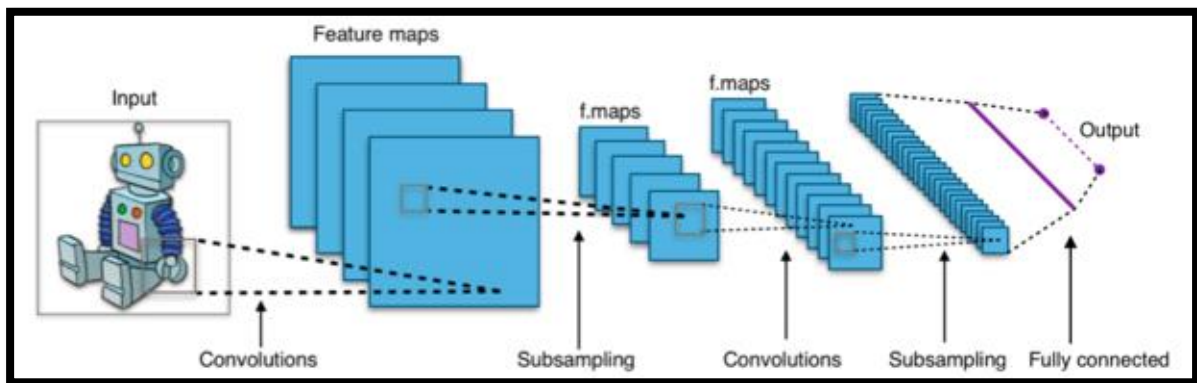 Feature maps
f.maps
f.maps
Input
Output
Convolutions
Subsampling
Convolutions
Subsampling
Fully connected